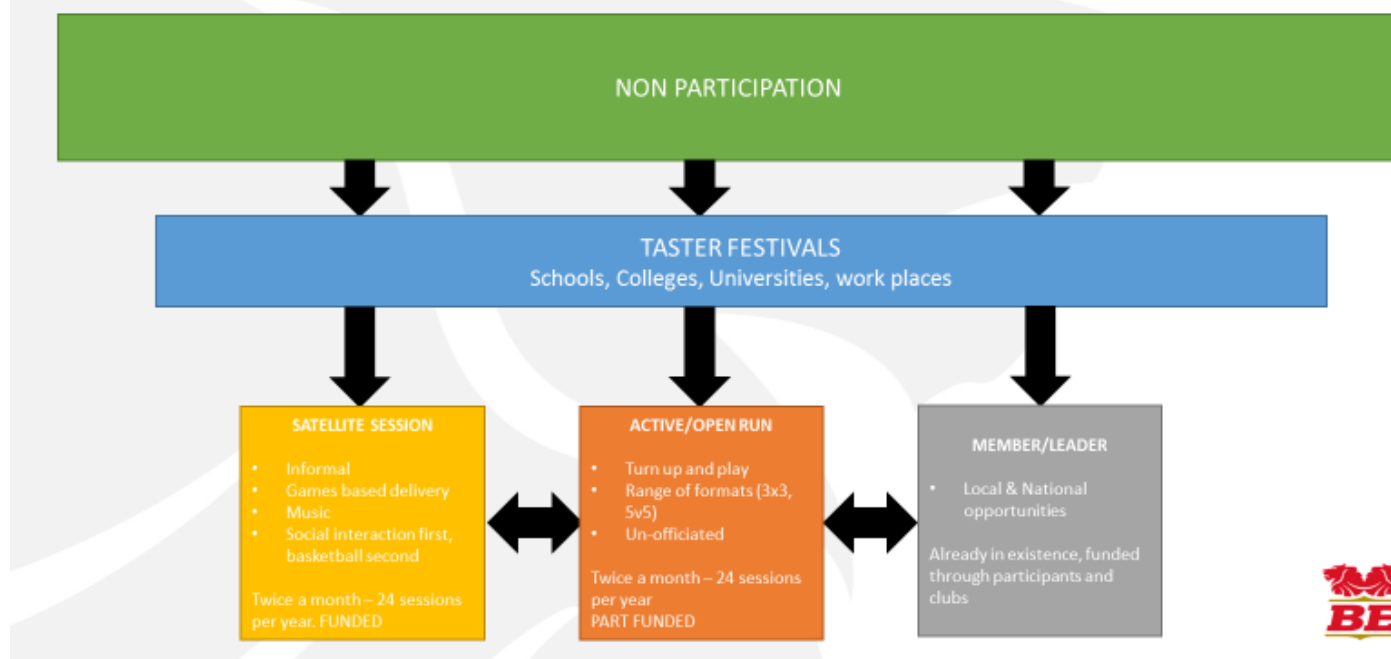 NON PARTICIPATION
TASTER FESTIVALS
Schools, Colleges, Universities, work places
SATELLITE SESSION
• Informal
• Games based delivery
• Music
• Social interaction first,
basketball second
Twice a month – 24 sessions
per year. FUNDED
ACTIVE/OPEN RUN
• Turn up and play
• Range of formats (3x3,
5v5)
• Un-officiated
Twice a month – 24 sessions
per year
PART FUNDED
MEMBER/LEADER
• Local & National
opportunities
Already in existence, funded
through participants and
clubs
BE